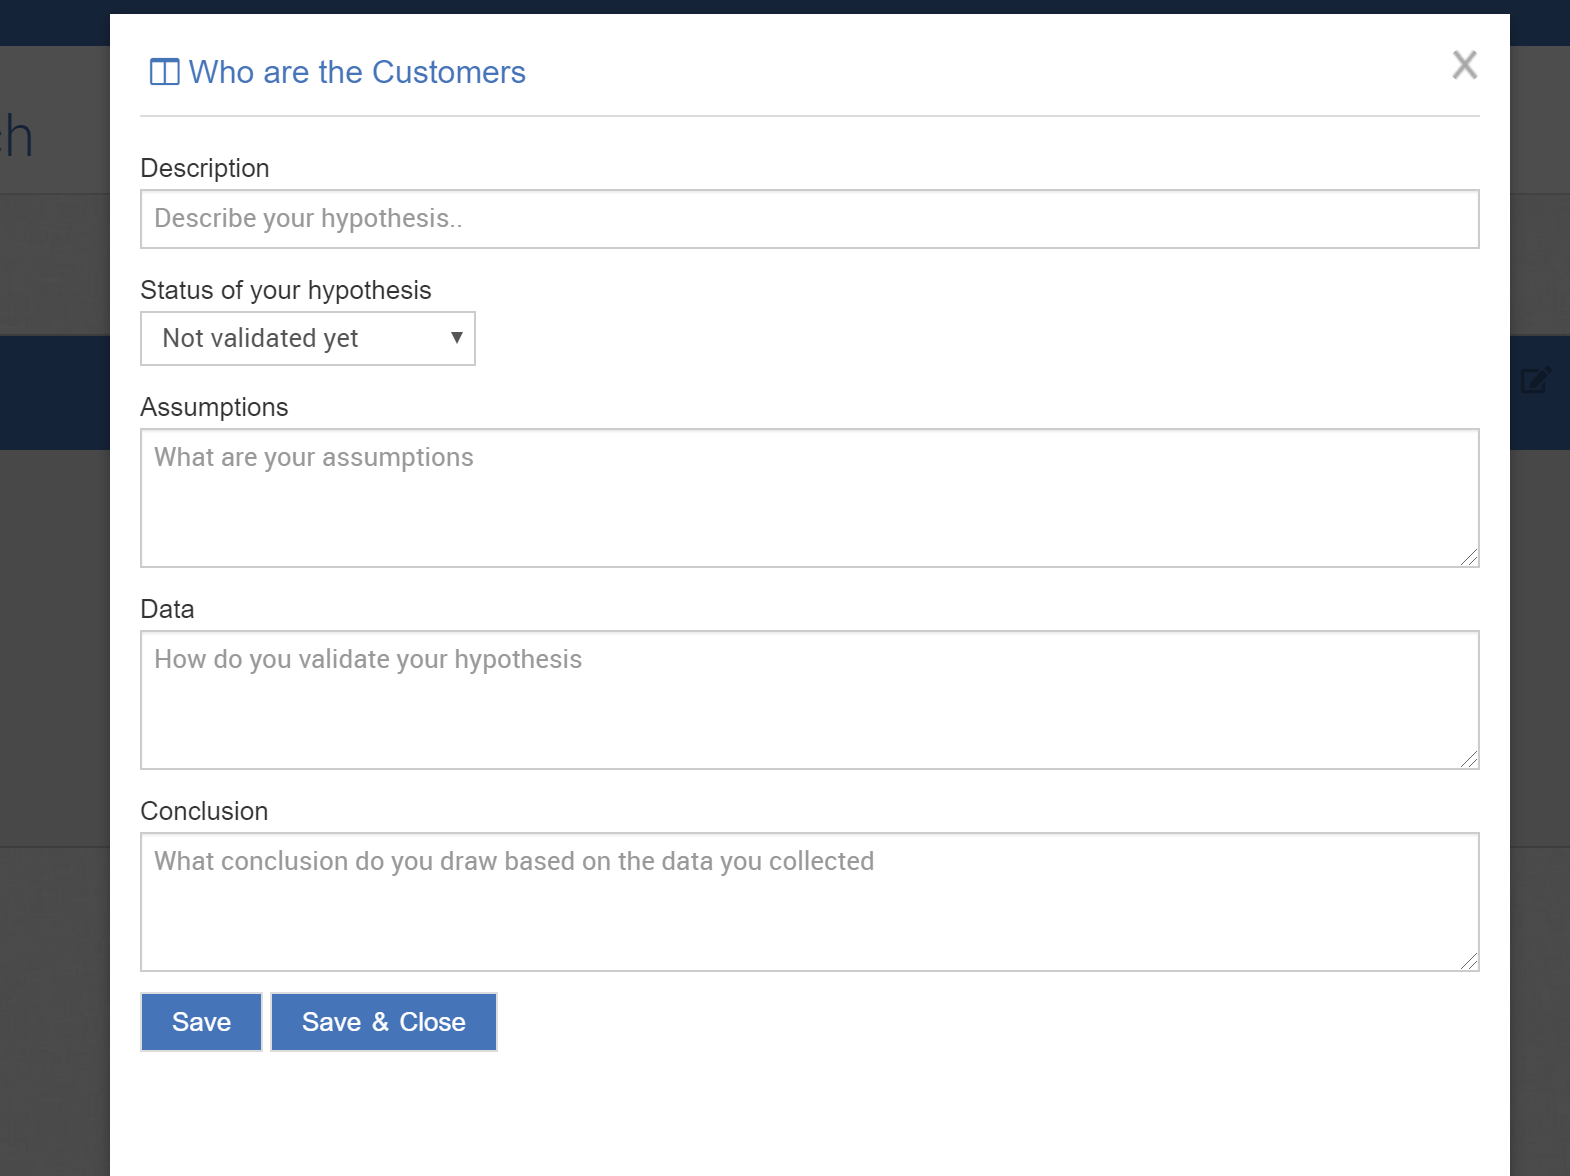 Who are the Customers
X
Description
Describe your hypothesis..
Status of your hypothesis
Not validated yet
Assumptions
What are your assumptions
Data
How do you validate your hypothesis
Conclusion
What conclusion do you draw based on the data you collected
Save
Save & Close